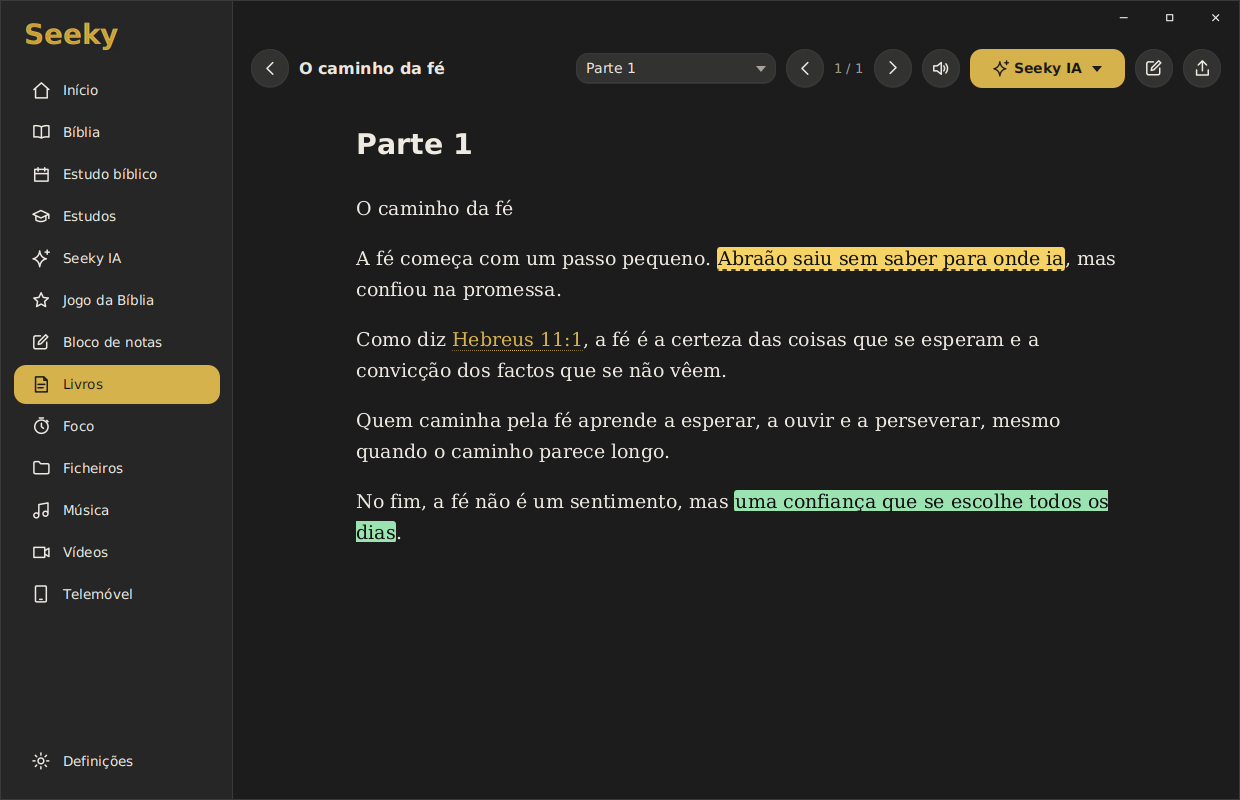 Seeky
Início
Bíblia
Estudo bíblico
Estudos
Seeky IA
Jogo da Bíblia
Bloco de notas
Livros
Foco
Ficheiros
Música
Vídeos
Telemóvel
Definições
O caminho da fé
Parte 1
1 / 1
Seeky IA
Parte 1
O caminho da fé
A fé começa com um passo pequeno. Abraão saiu sem saber para onde ia, mas
confiou na promessa.
Como diz Hebreus 11:1, a fé é a certeza das coisas que se esperam e a
convicção dos factos que se não vêem.
Quem caminha pela fé aprende a esperar, a ouvir e a perseverar, mesmo
quando o caminho parece longo.
No fim, a fé não é um sentimento, mas uma confiança que se escolhe todos os
dias.